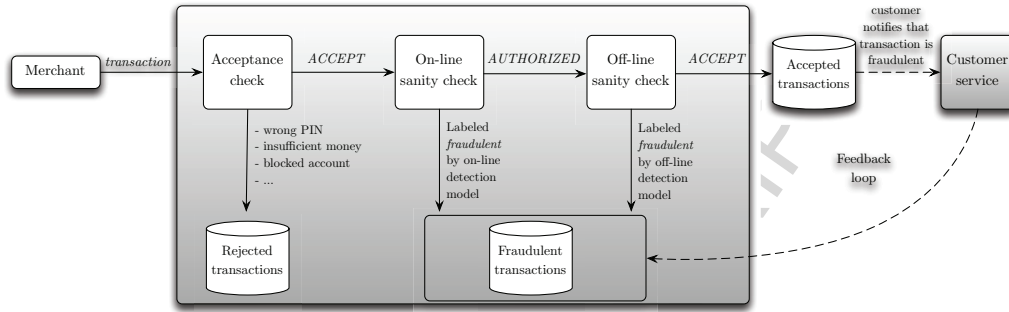 customer
notifies that
transaction is
fraudulent
Merchant
transaction
Acceptance
check
ACCEPT
On-line
sanity check
AUTHORIZED
Off-line
sanity check
ACCEPT
Accepted
transactions
Customer
service
- wrong PIN
- insufficient money
- blocked account
- ...
Labeled
fraudulent
by on-line
detection
model
Labeled
fraudulent
by off-line
detection
model
Feedback
loop
Rejected
transactions
Fraudulent
transactions